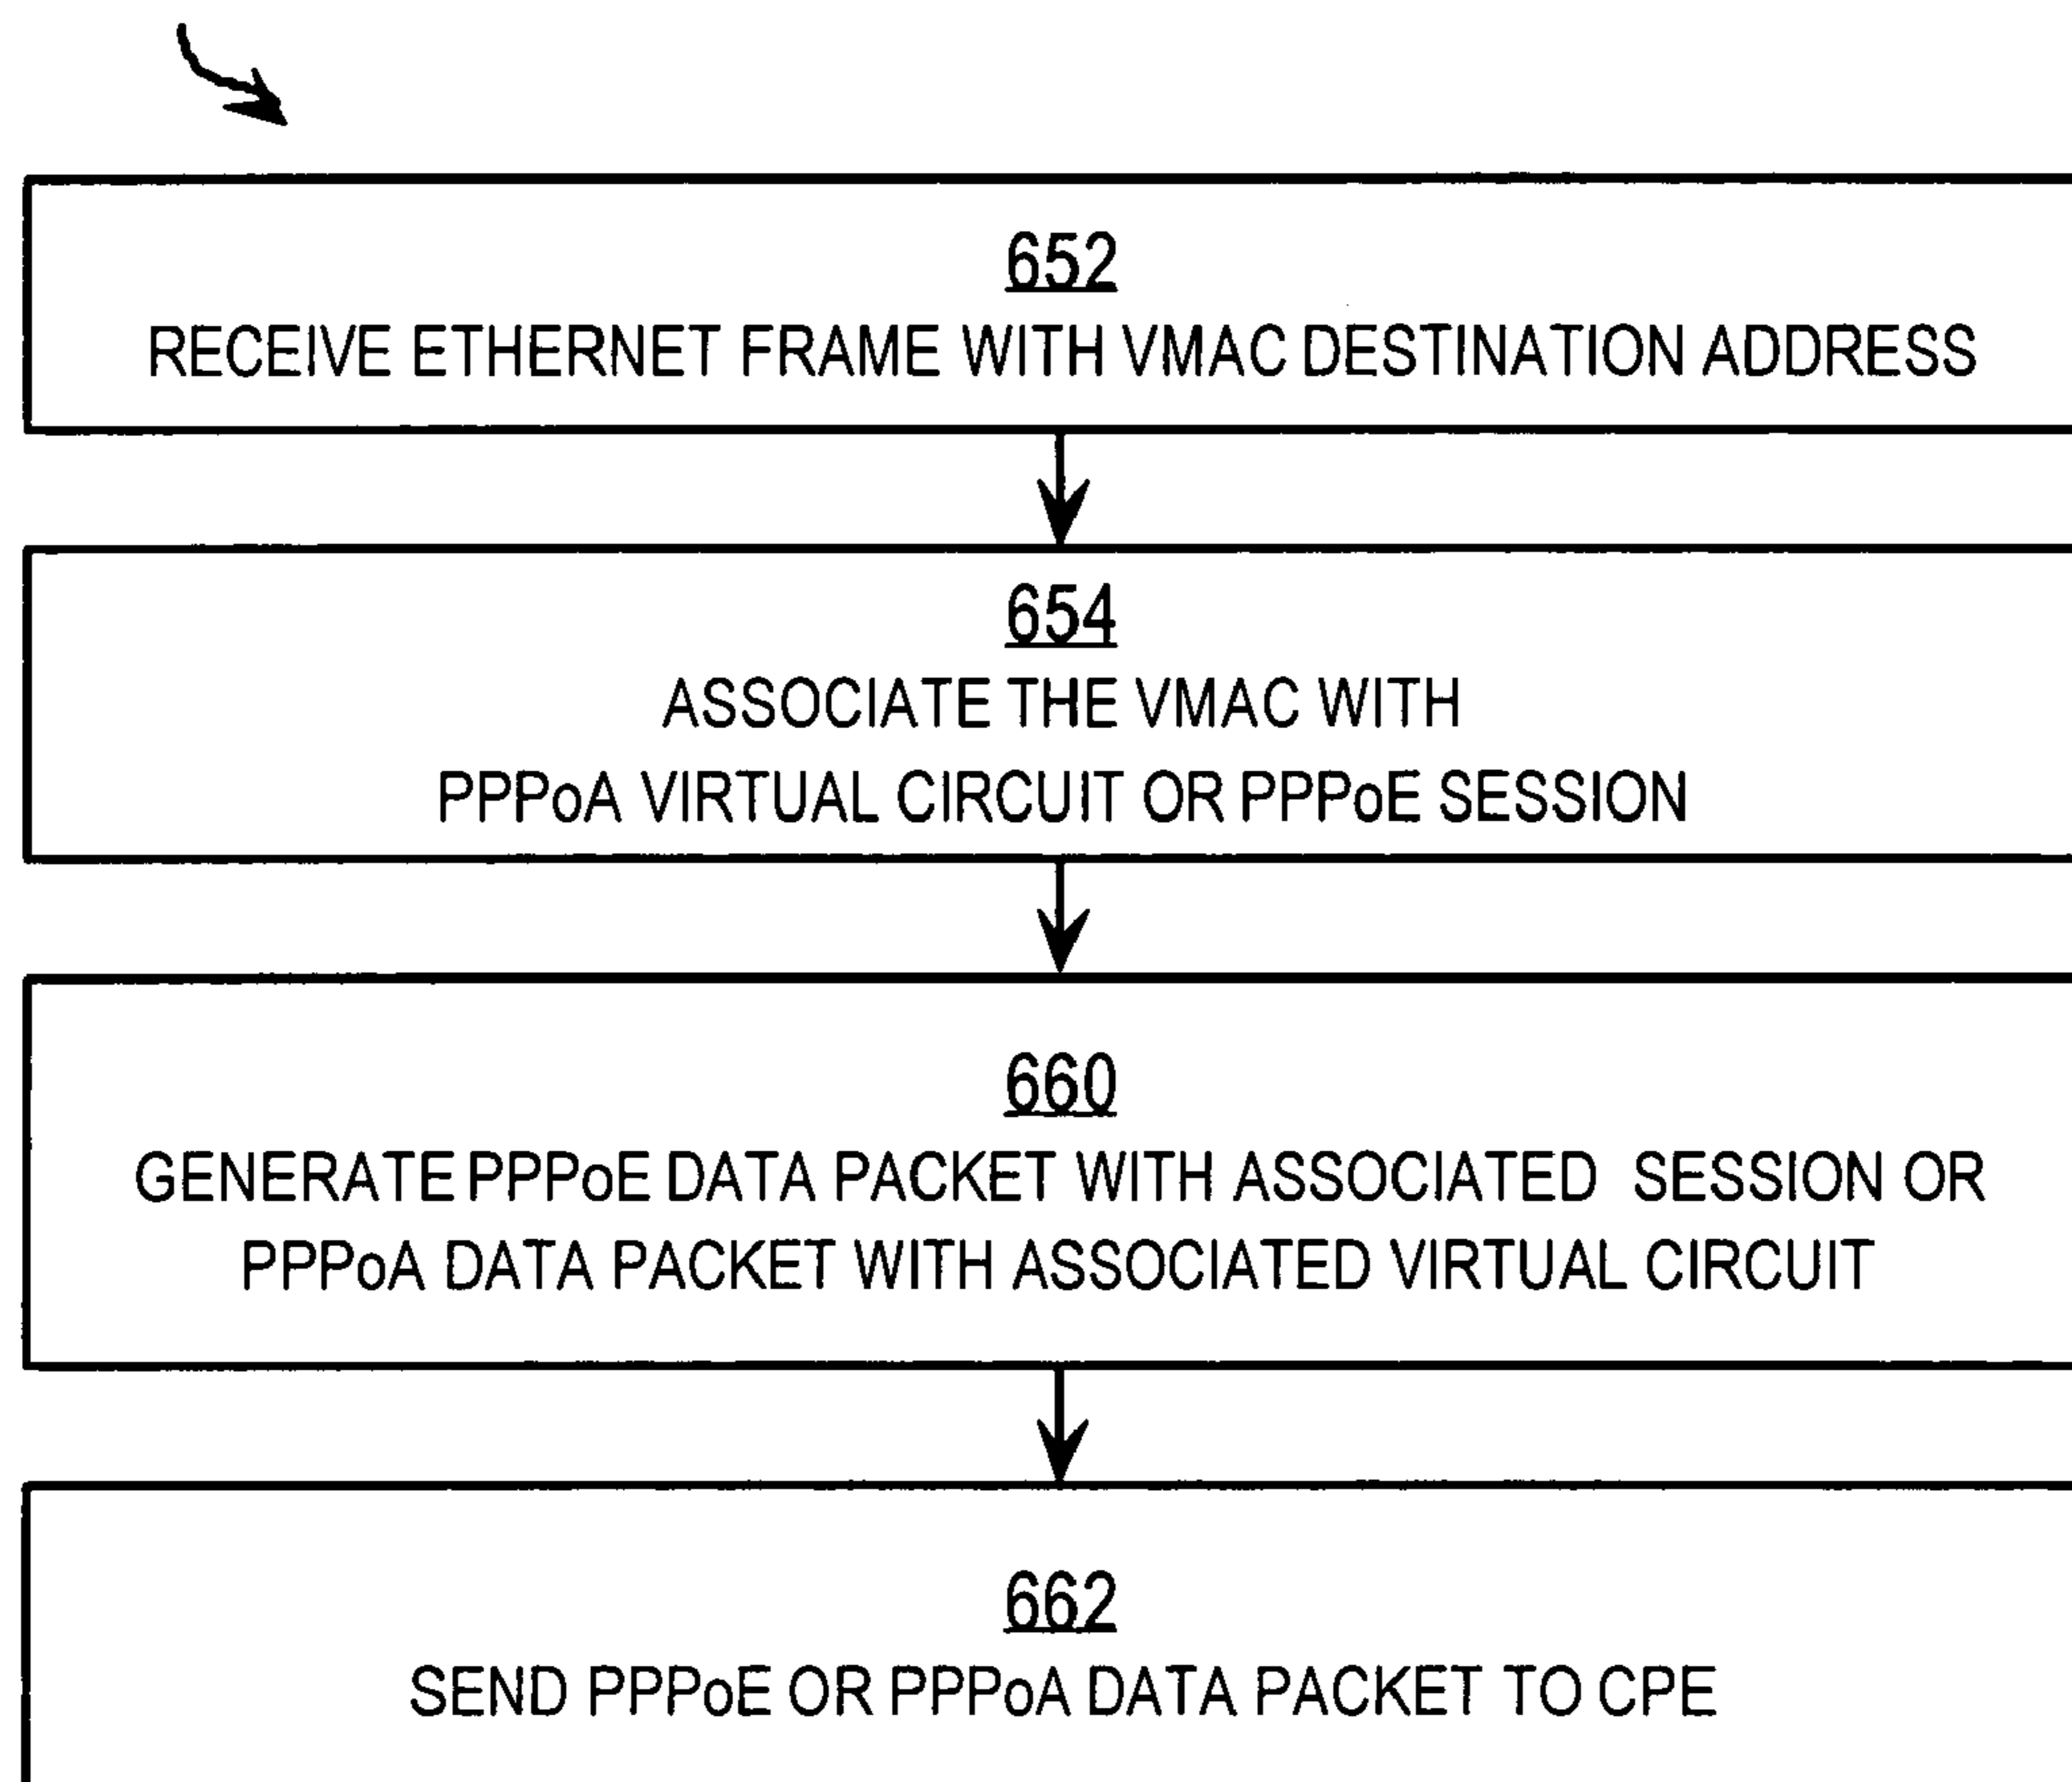 652
RECEIVE ETHERNET FRAME WITH VMAC DESTINATION ADDRESS
654
ASSOCIATE THE VMAC WITH
PPPoA VIRTUAL CIRCUIT OR PPPoE SESSION
660
GENERATE PPPoE DATA PACKET WITH ASSOCIATED SESSION OR
PPPoA DATA PACKET WITH ASSOCIATED VIRTUAL CIRCUIT
662
SEND PPPoE OR PPPoA DATA PACKET TO CPE